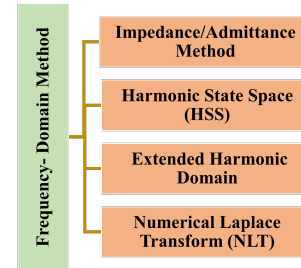 Frequency- Domain Method
Impedance/Admittance
Method
Harmonic State Space
(HSS)
Extended Harmonic
Domain
Numerical Laplace
Transform (NLT)